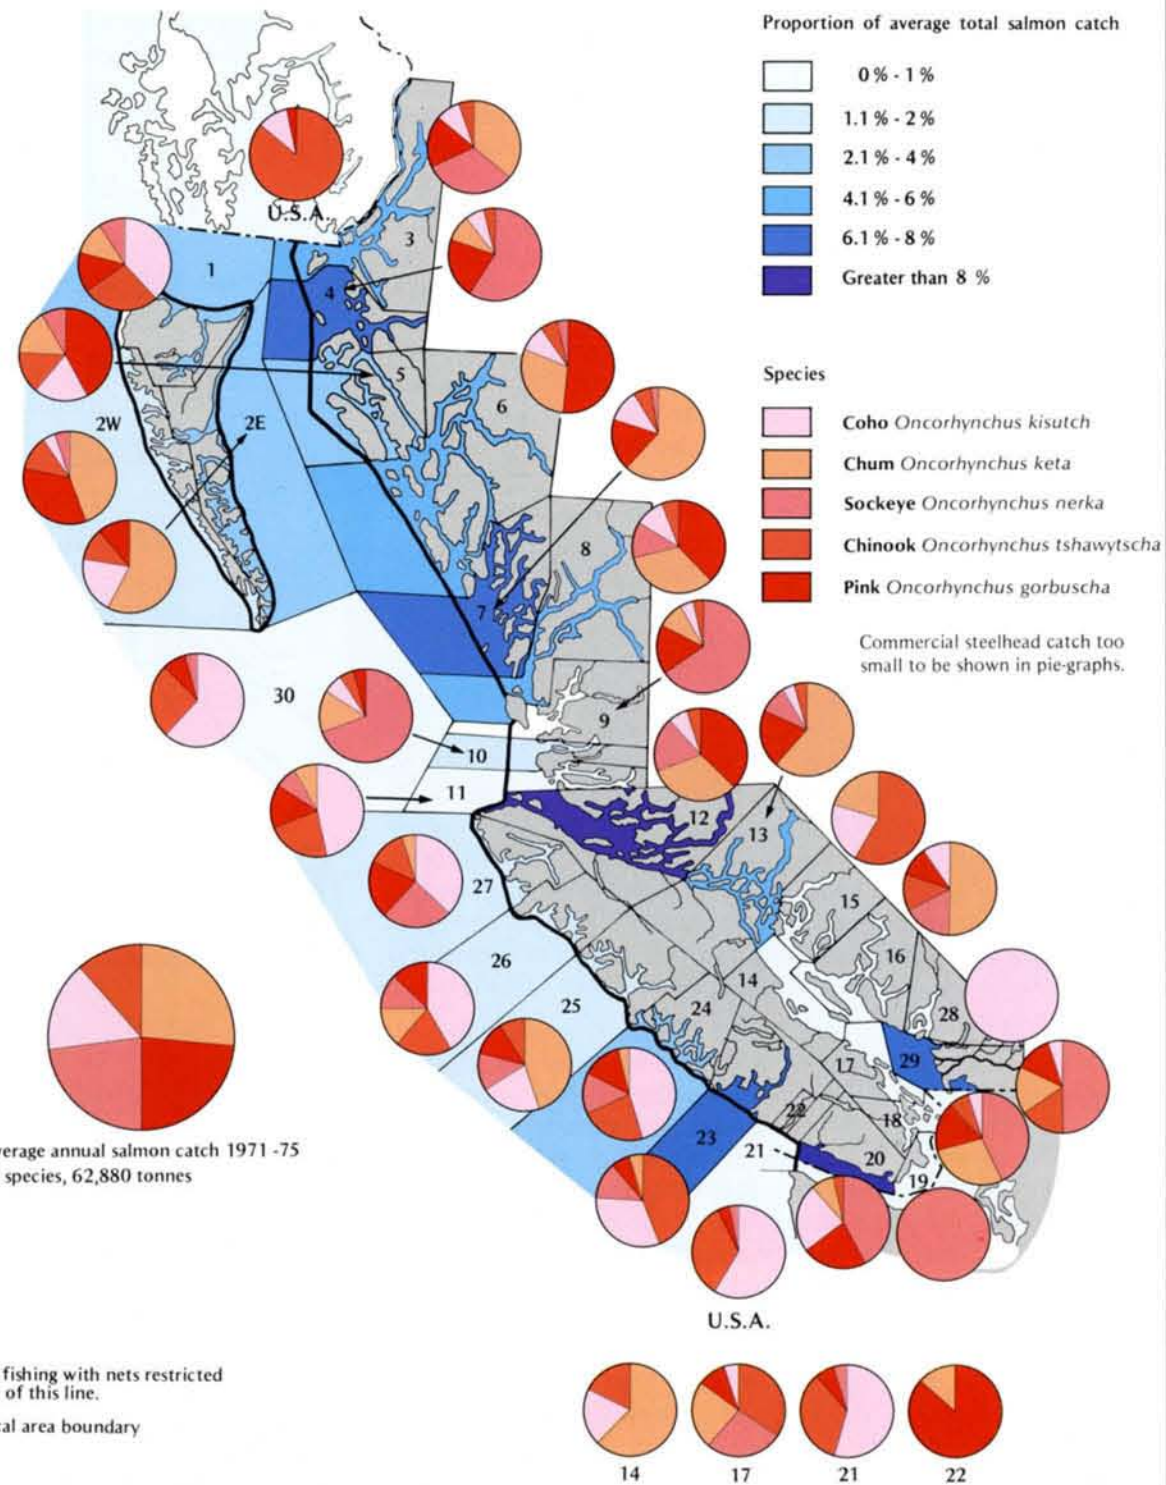 Proportion of average total salmon catch
0 % - 1 %
1.1 % - 2 %
2.1 % - 4 %
4.1 % - 6 %
6.1 % - 8 %
Greater than 8 %
Species
Coho Oncorhynchus kisutch
Chum Oncorhynchus keta
Sockeye Oncorhynchus nerka
Chinook Oncorhynchus tshawytscha
Pink Oncorhynchus gorbuscha
Commercial steelhead catch too
small to be shown in pie-graphs.
U.S.A.
1
3
4
5
6
2W
2E
7
8
30
9
10
11
12
13
27
15
26
16
14
25
24
28
17
29
22
18
23
21
20
19
verage annual salmon catch 1971 -75
species, 62,880 tonnes
U.S.A.
fishing with nets restricted
of this line.
cal area boundary
14
17
21
22